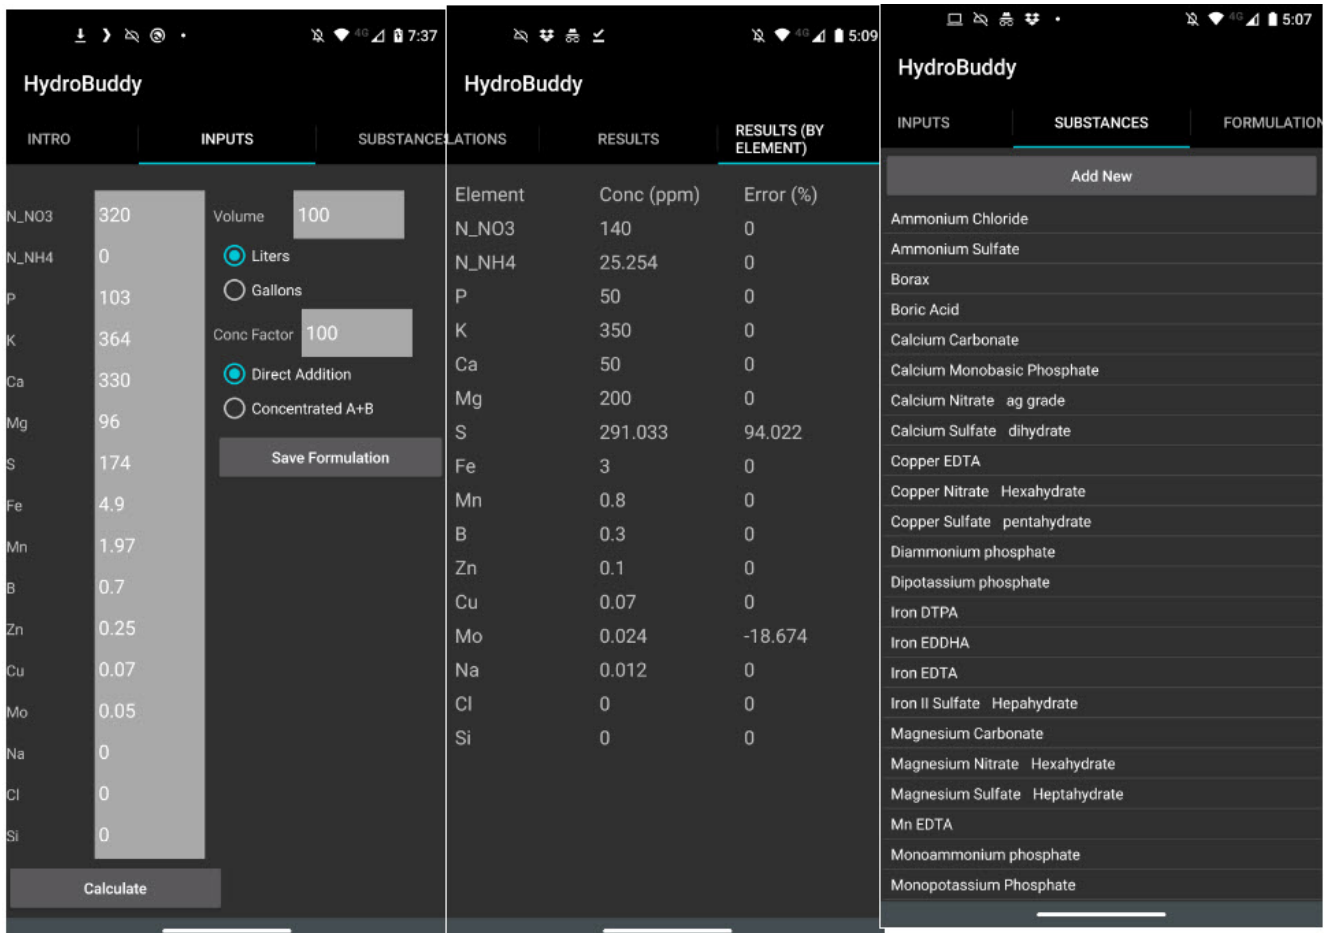 7:37
HydroBuddy
INTRO INPUTS SUBSTANCES
N_NO3 320 Volume 100
N_NH4 0 Liters
P 103 Gallons
K 364 Conc Factor 100
Ca 330 Direct Addition
Mg 96 Concentrated A+B
S 174 Save Formulation
Fe 4.9
Mn 1.97
B 0.7
Zn 0.25
Cu 0.07
Mo 0.05
Na 0
Cl 0
Si 0
Calculate
4G 5:09
HydroBuddy
LATIONS RESULTS RESULTS (BY
ELEMENT)
Element Conc (ppm) Error (%)
N_NO3 140 0
N_NH4 25.254 0
P 50 0
K 350 0
Ca 50 0
Mg 200 0
S 291.033 94.022
Fe 3 0
Mn 0.8 0
B 0.3 0
Zn 0.1 0
Cu 0.07 0
Mo 0.024 -18.674
Na 0.012 0
Cl 0 0
Si 0 0
4G 5:07
HydroBuddy
INPUTS SUBSTANCES FORMULATION
Add New
Ammonium Chloride
Ammonium Sulfate
Borax
Boric Acid
Calcium Carbonate
Calcium Monobasic Phosphate
Calcium Nitrate ag grade
Calcium Sulfate dihydrate
Copper EDTA
Copper Nitrate Hexahydrate
Copper Sulfate pentahydrate
Diammonium phosphate
Dipotassium phosphate
Iron DTPA
Iron EDDHA
Iron EDTA
Iron II Sulfate Hepahydrate
Magnesium Carbonate
Magnesium Nitrate Hexahydrate
Magnesium Sulfate Heptahydrate
Mn EDTA
Monoammonium phosphate
Monopotassium Phosphate